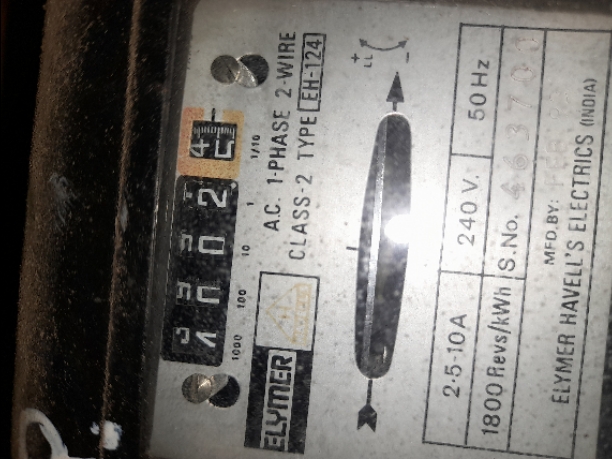 1000 100 10 1 1/10
ELYMER
A.C. 1-PHASE 2-WIRE
CLASS-2 TYPE EH-124
+ -
LL
2·5-10A 240 V. 50 Hz
1800 Revs/kWh S.No.
MFD.BY:
ELYMER HAVELL'S ELECTRICS (INDIA)